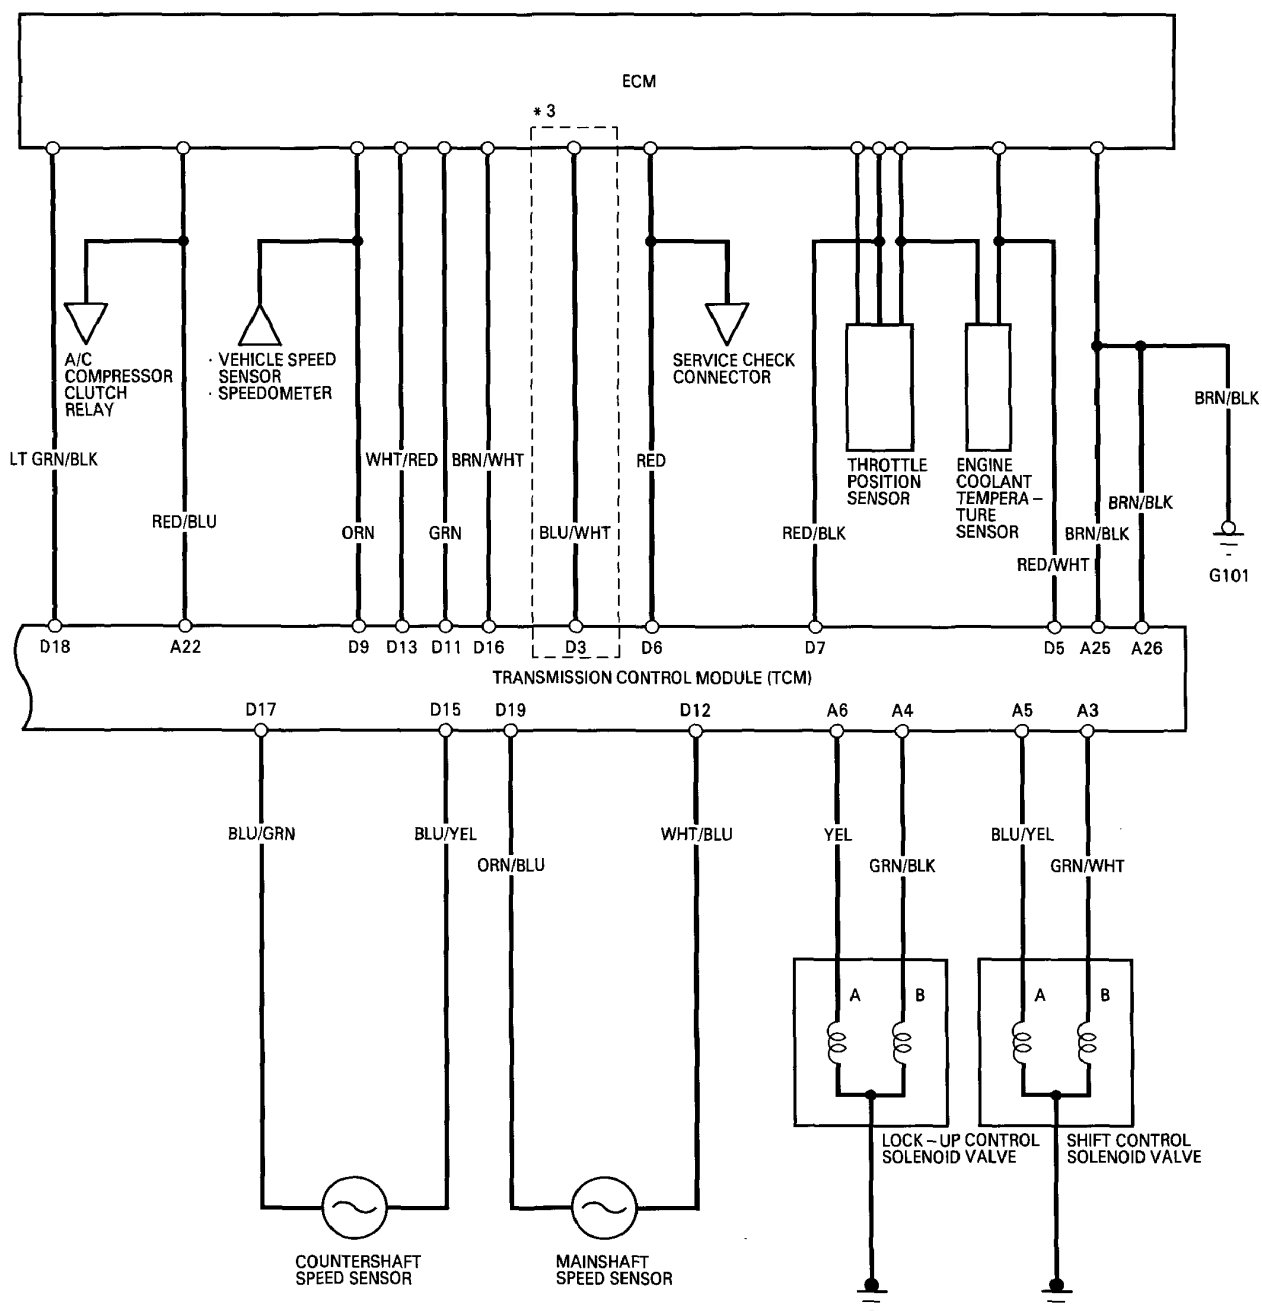 ECM
* 3
A/C
COMPRESSOR
CLUTCH
RELAY
· VEHICLE SPEED
SENSOR
· SPEEDOMETER
SERVICE CHECK
CONNECTOR
THROTTLE
POSITION
SENSOR
ENGINE
COOLANT
TEMPERA –
TURE
SENSOR
BRN/BLK
LT GRN/BLK
WHT/RED
BRN/WHT
RED
RED/BLU
ORN
GRN
BLU/WHT
RED/BLK
BRN/BLK
BRN/BLK
RED/WHT
G101
D18
A22
D9
D13
D11
D16
D3
D6
D7
D5
A25
A26
TRANSMISSION CONTROL MODULE (TCM)
D17
D15
D19
D12
A6
A4
A5
A3
BLU/GRN
BLU/YEL
ORN/BLU
WHT/BLU
YEL
GRN/BLK
BLU/YEL
GRN/WHT
A
B
A
B
LOCK – UP CONTROL
SOLENOID VALVE
SHIFT CONTROL
SOLENOID VALVE
COUNTERSHAFT
SPEED SENSOR
MAINSHAFT
SPEED SENSOR